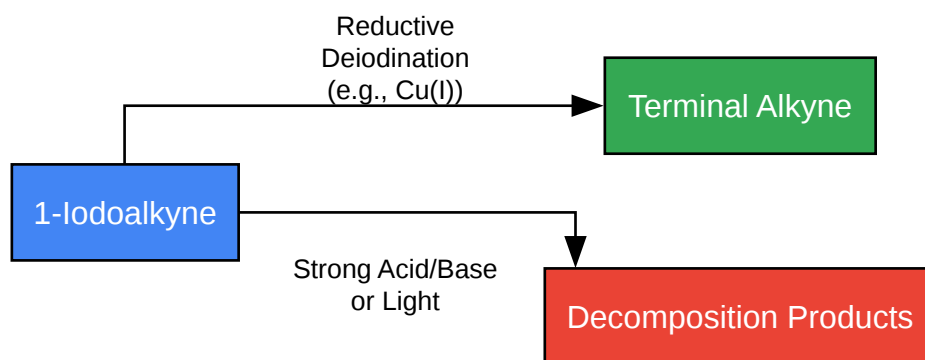 Reductive
Deiodination
(e.g., Cu(I))
Terminal Alkyne
1-Iodoalkyne
Strong Acid/Base
or Light
Decomposition Products